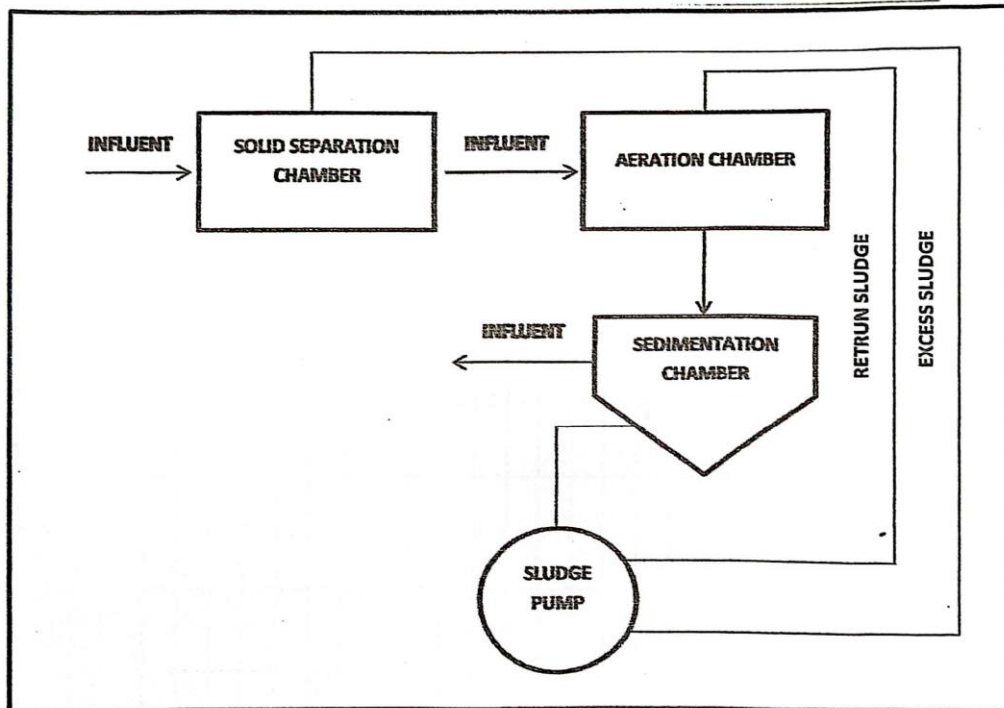 INFLUENT
SOLID SEPARATION
CHAMBER
INFLUENT
AERATION CHAMBER
INFLUENT
SEDIMENTATION
CHAMBER
RETRUN SLUDGE
EXCESS SLUDGE
SLUDGE
PUMP